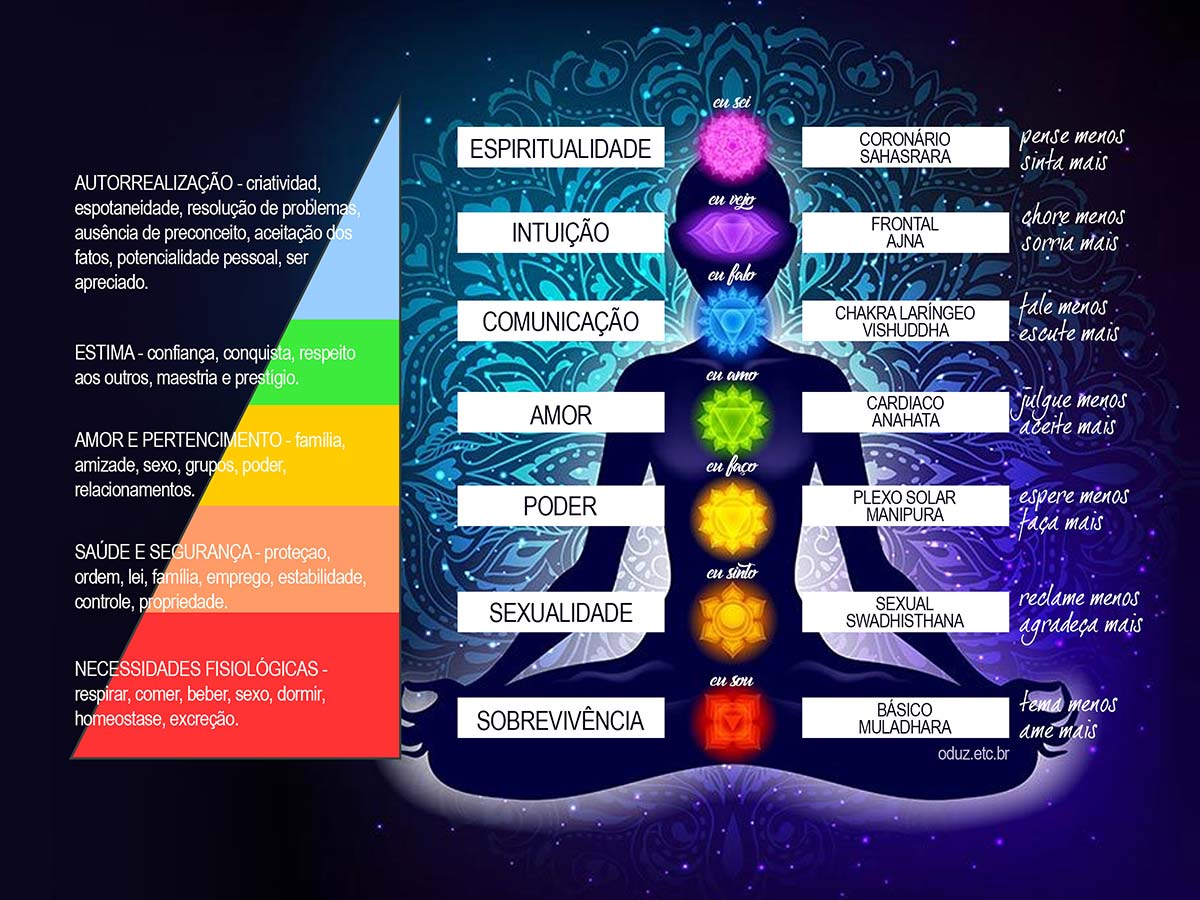 AUTORREALIZAÇÃO - criatividade,
espotaneidade, resolução de problemas,
ausência de preconceito, aceitação dos
fatos, potencialidade pessoal, ser
apreciado.
ESTIMA - confiança, conquista, respeito
aos outros, maestria e prestígio.
AMOR E PERTENCIMENTO - família,
amizade, sexo, grupos, poder,
relacionamentos.
SAÚDE E SEGURANÇA - proteçao,
ordem, lei, família, emprego, estabilidade,
controle, propriedade.
NECESSIDADES FISIOLÓGICAS -
respirar, comer, beber, sexo, dormir,
homeostase, excreção.
eu sei
ESPIRITUALIDADE
CORONÁRIO
SAHASRARA
pense menos
sinta mais
eu vejo
INTUIÇÃO
FRONTAL
AJNA
chore menos
sorria mais
eu falo
COMUNICAÇÃO
CHAKRA LARÍNGEO
VISHUDDHA
fale menos
escute mais
eu amo
AMOR
CARDIACO
ANAHATA
julgue menos
aceite mais
eu faço
PODER
PLEXO SOLAR
MANIPURA
espere menos
faça mais
eu sinto
SEXUALIDADE
SEXUAL
SWADHISTHANA
reclame menos
agradeça mais
eu sou
SOBREVIVÊNCIA
BÁSICO
MULADHARA
tema menos
ame mais
oduz.etc.br